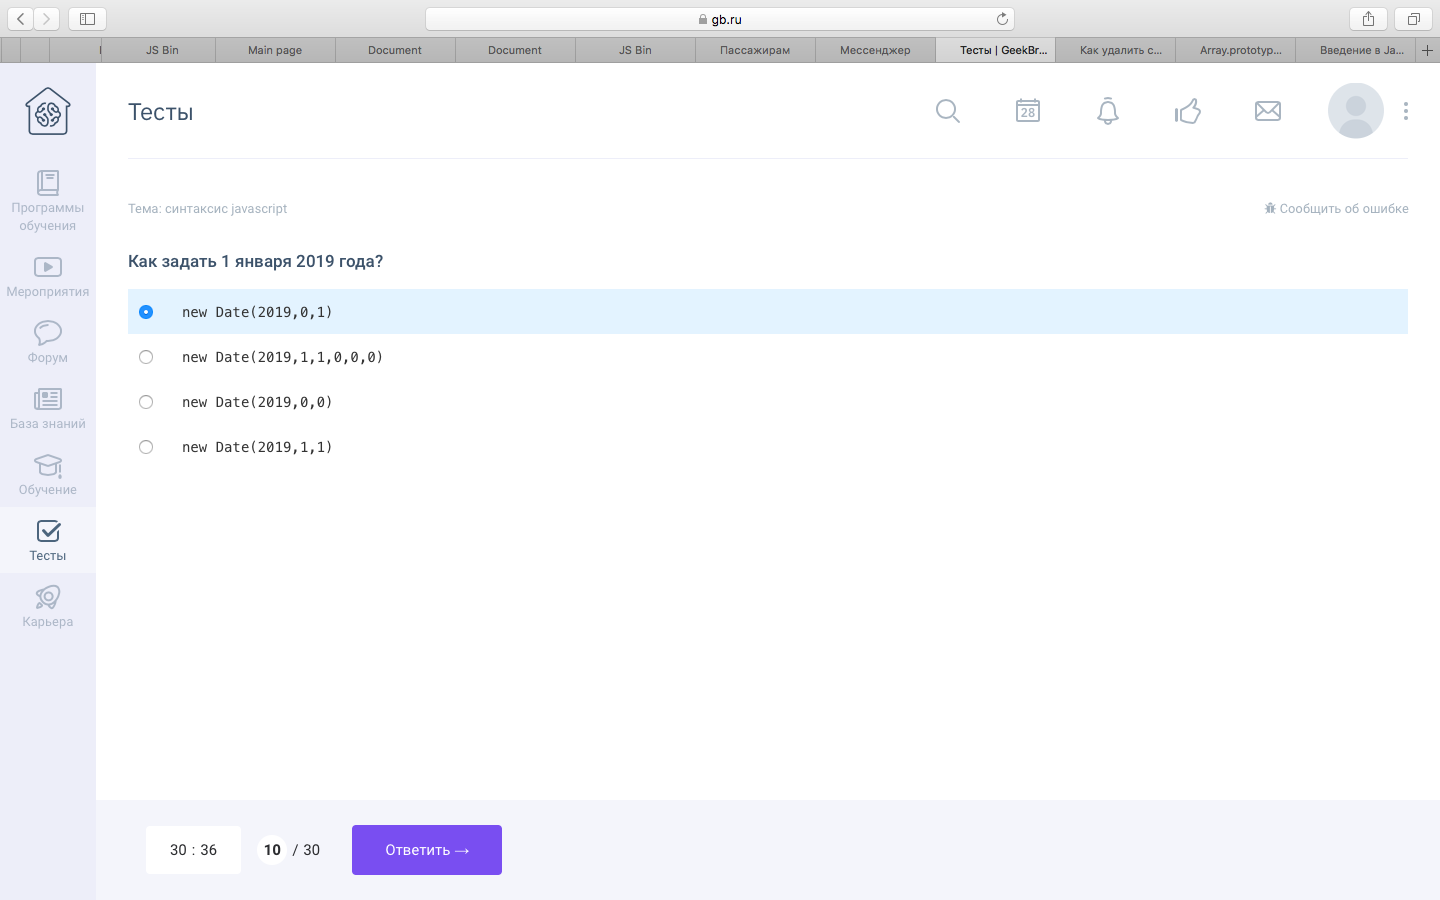 gb.ru
JS Bin
Main page
Document
Document
JS Bin
Пассажирам
Мессенджер
Тесты | GeekBr...
Как удалить с...
Array.prototyp...
Введение в Ja...
Тесты
28
Программы обучения
Мероприятия
Форум
База знаний
Обучение
Тесты
Карьера
Тема: синтаксис javascript
Сообщить об ошибке
Как задать 1 января 2019 года?
new Date(2019,0,1)
new Date(2019,1,1,0,0,0)
new Date(2019,0,0)
new Date(2019,1,1)
30 : 36
10 / 30
Ответить →